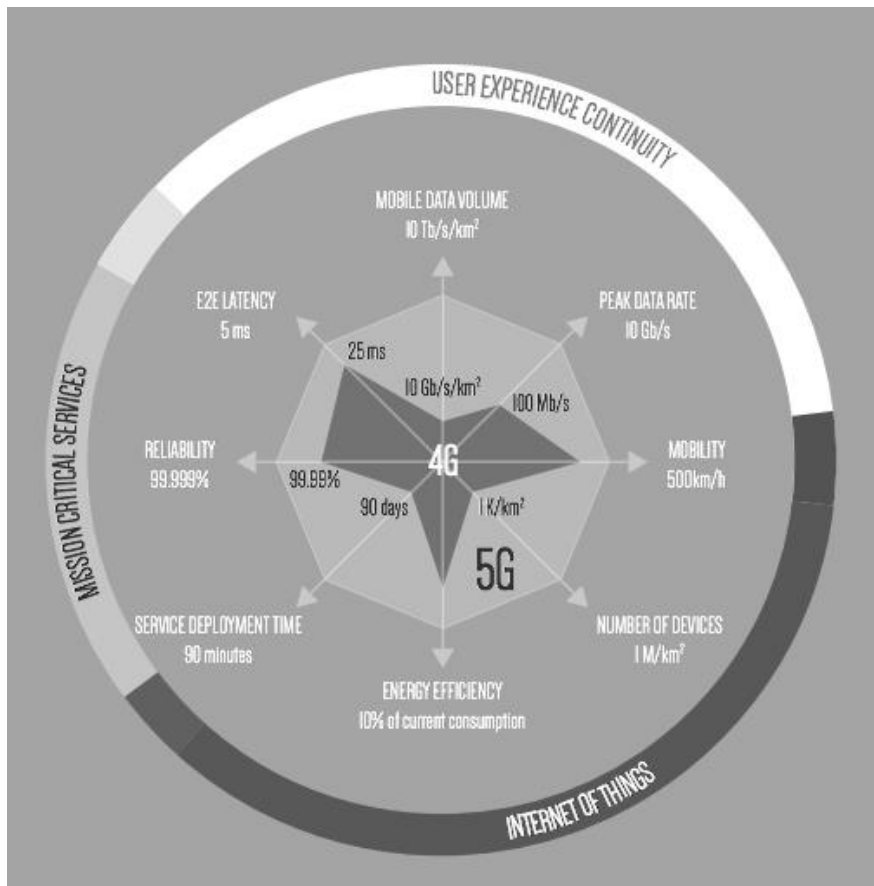 USER EXPERIENCE CONTINUITY
MOBILE DATA VOLUME
10 Tb/s/km²
E2E LATENCY
5 ms
PEAK DATA RATE
10 Gb/s
25 ms
10 Gb/s/km²
100 Mb/s
MISSION CRITICAL SERVICES
RELIABILITY
99.999%
4G
MOBILITY
500km/h
99.99%
90 days
1 K/km²
5G
SERVICE DEPLOYMENT TIME
90 minutes
NUMBER OF DEVICES
1 M/km²
ENERGY EFFICIENCY
10% of current consumption
INTERNET OF THINGS